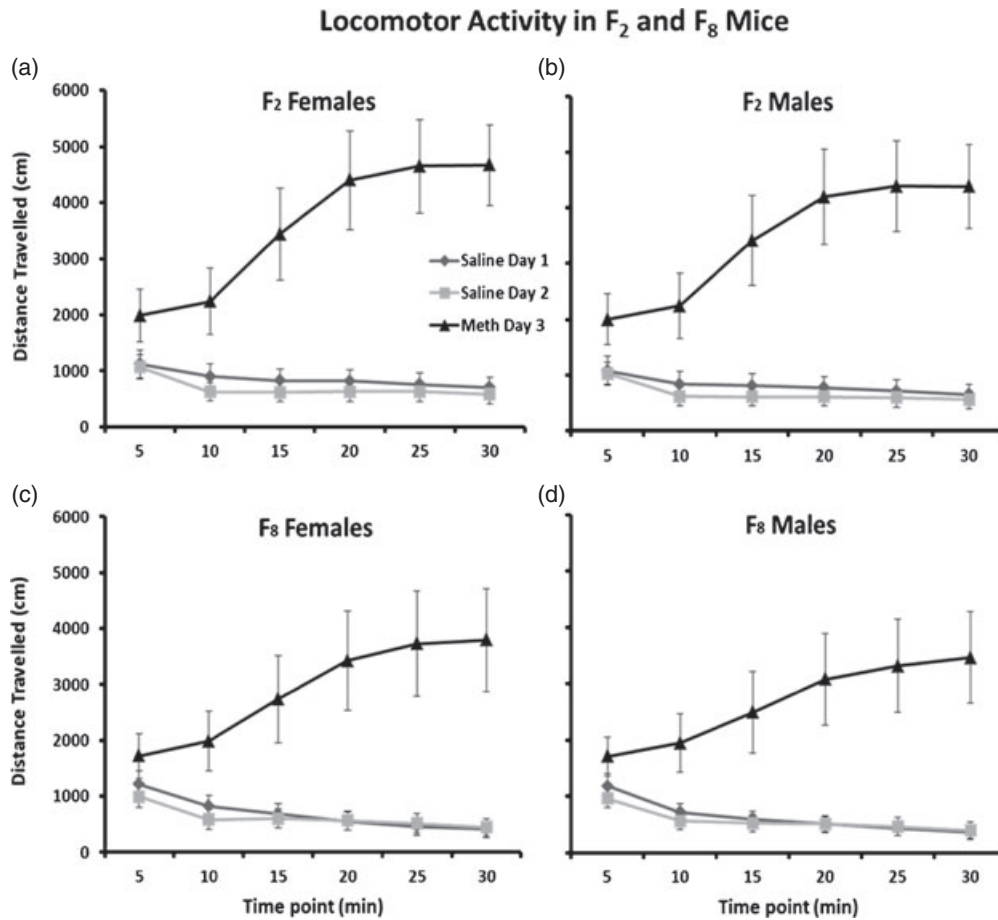 Locomotor Activity in F₂ and F₈ Mice
(a)
F₂ Females
6000
5000
4000
3000
2000
1000
0
Distance Travelled (cm)
Saline Day 1
Saline Day 2
Meth Day 3
5 10 15 20 25 30
(b)
F₂ Males
5 10 15 20 25 30
(c)
F₈ Females
6000
5000
4000
3000
2000
1000
0
Distance Travelled (cm)
5 10 15 20 25 30
Time point (min)
(d)
F₈ Males
5 10 15 20 25 30
Time point (min)